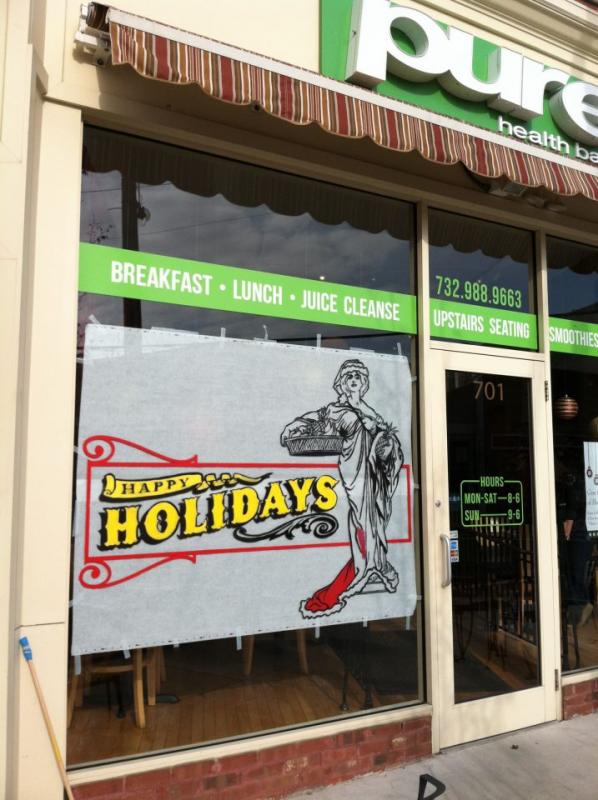 pure
health ba
BREAKFAST • LUNCH • JUICE CLEANSE
732.988.9663
UPSTAIRS SEATING
SMOOTHIES
701
HOURS
MON-SAT—8-6
SUN—9-6
HAPPY
HOLIDAYS